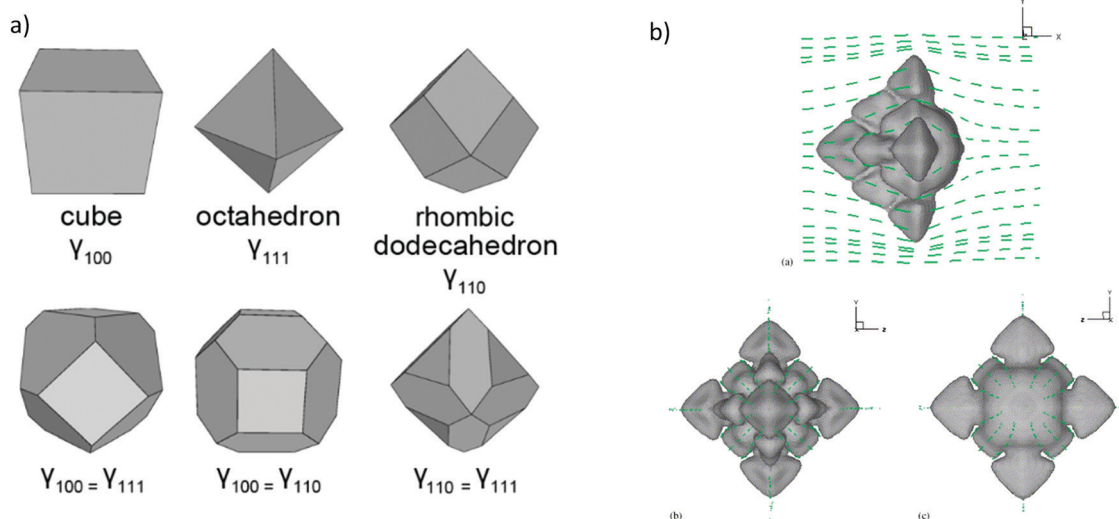 a)
cube
γ100
octahedron
γ111
rhombic
dodecahedron
γ110
γ100 = γ111
γ100 = γ110
γ110 = γ111
b)
Y
X
(a)
Y
Z
(b)
Y
Z
X
(c)